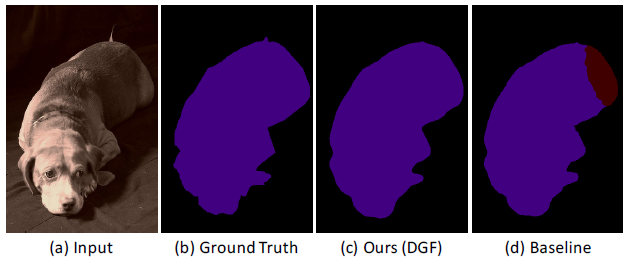 (a) Input
(b) Ground Truth
(c) Ours (DGF)
(d) Baseline